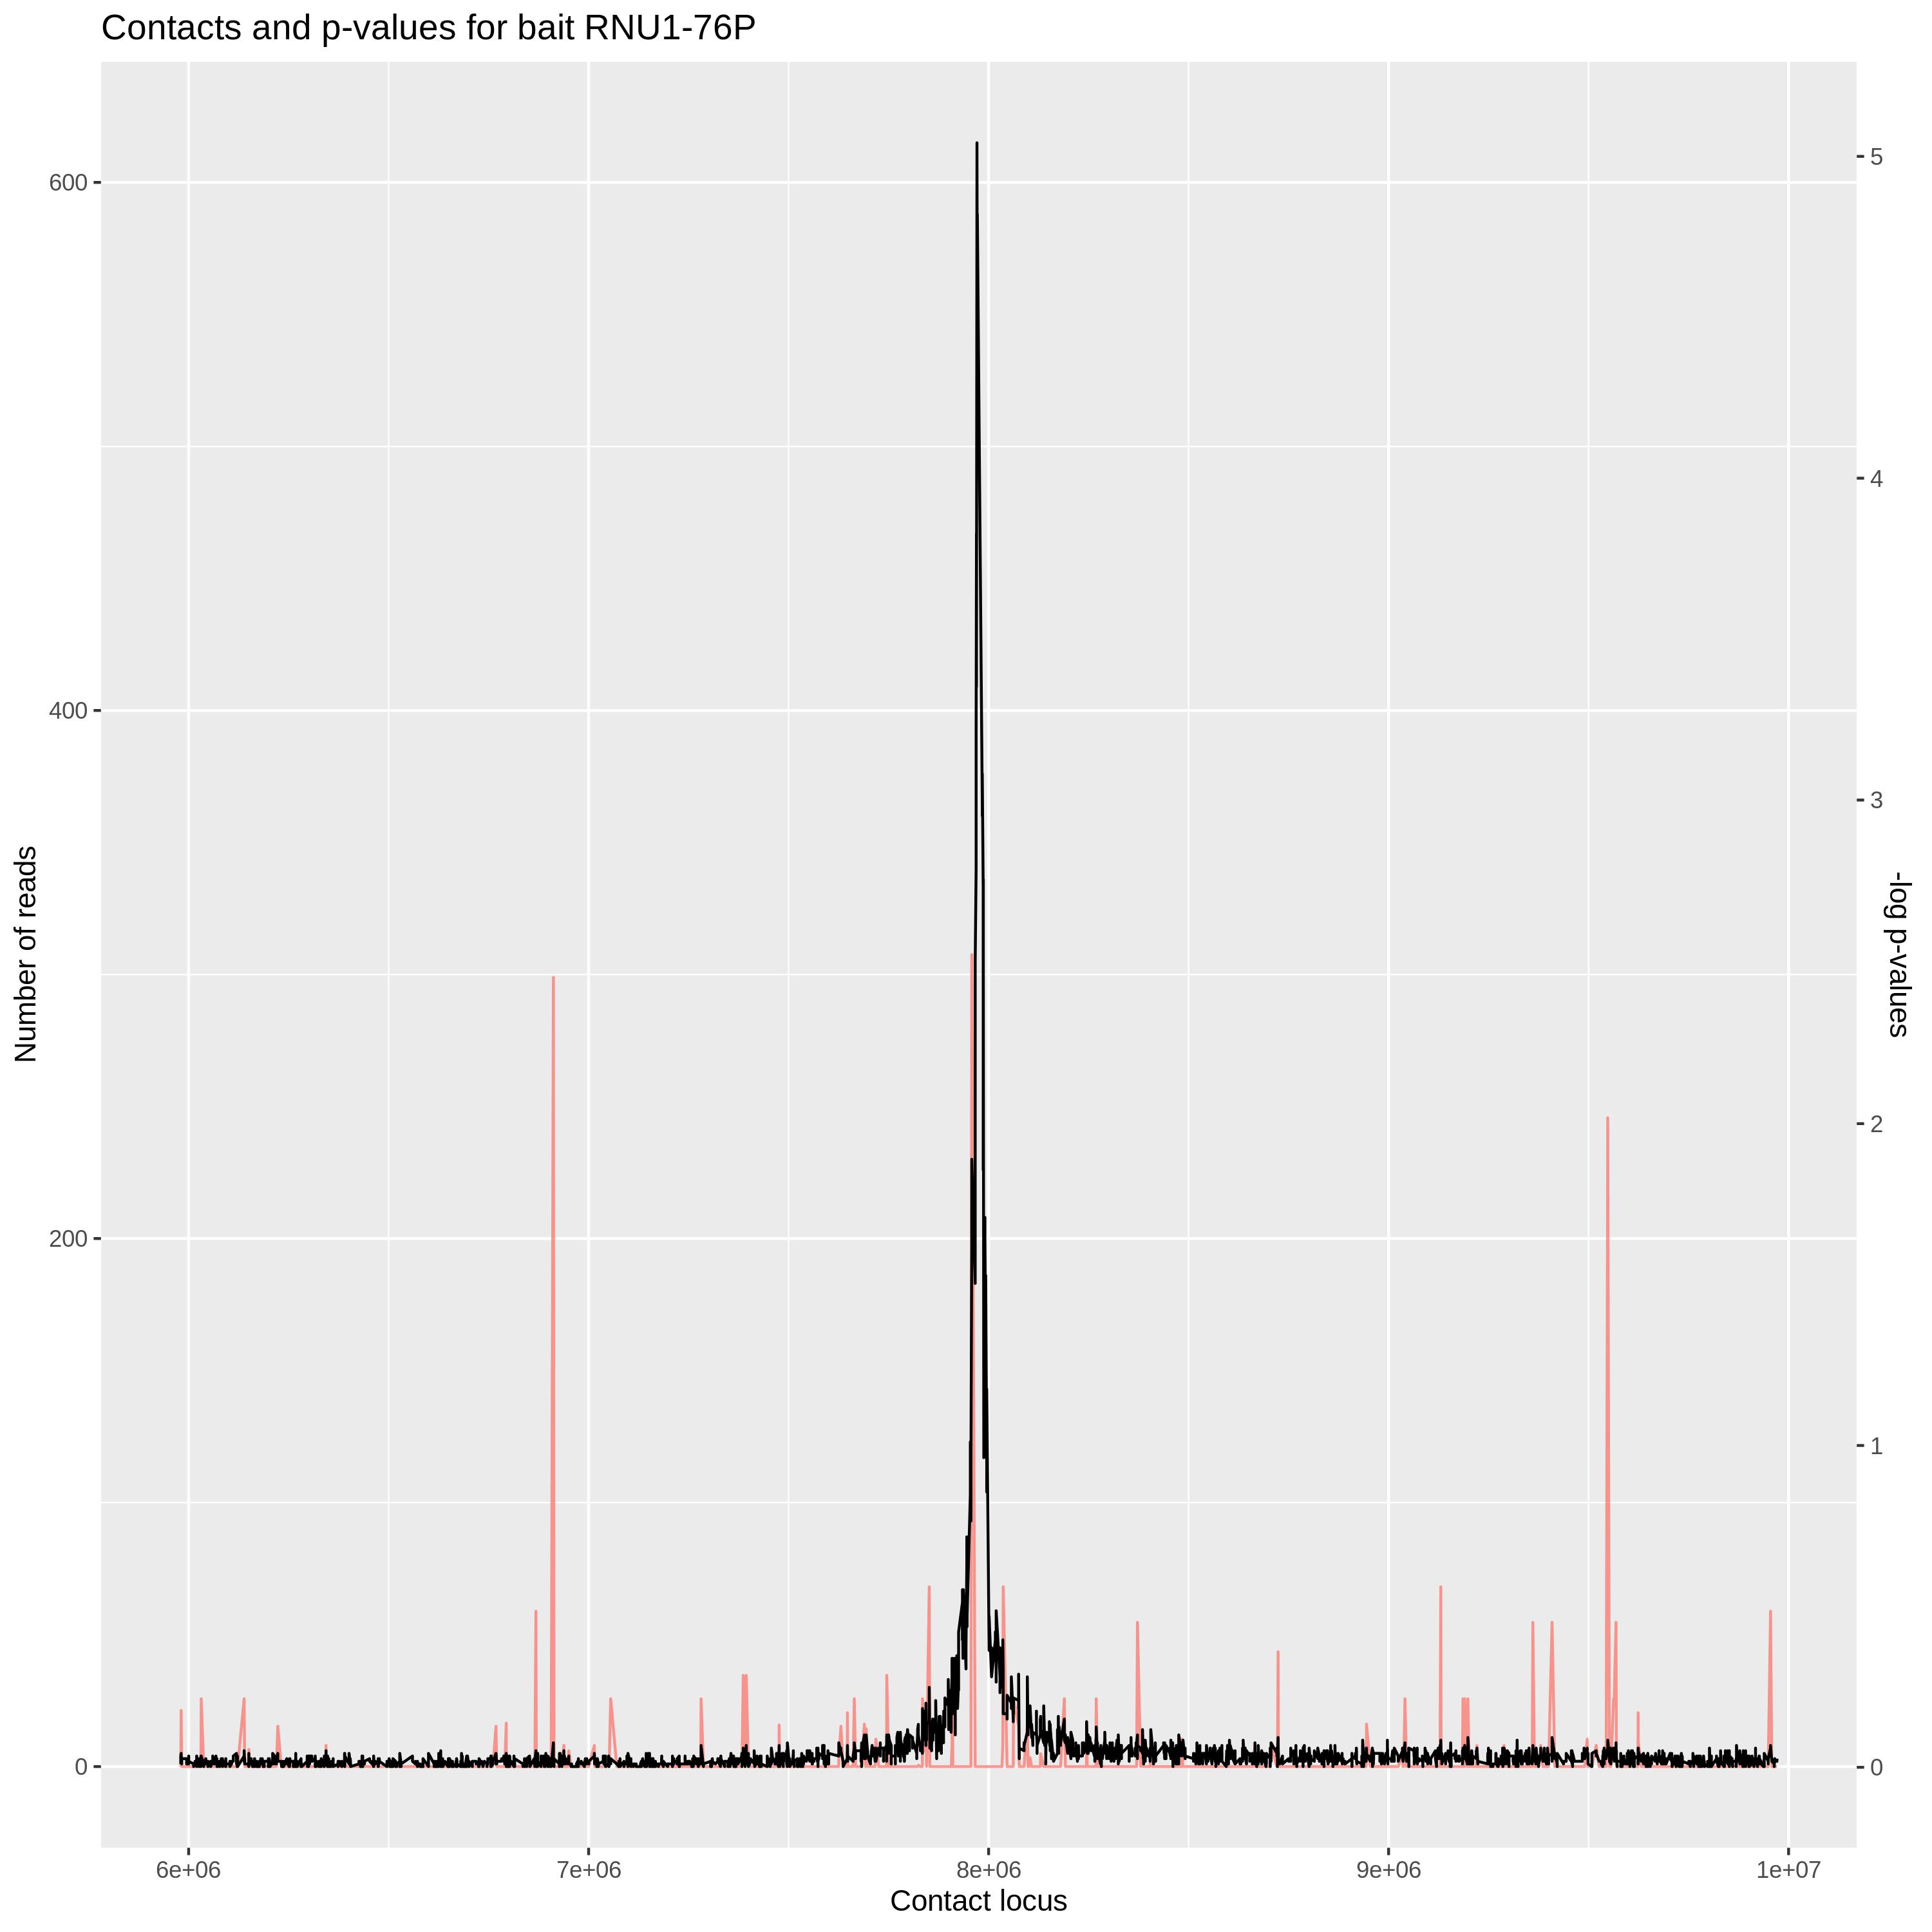 Contacts and p-values for bait RNU1-76P
600
400
200
0
Number of reads
5
4
3
2
1
0
-log p-values
6e+06
7e+06
8e+06
9e+06
1e+07
Contact locus